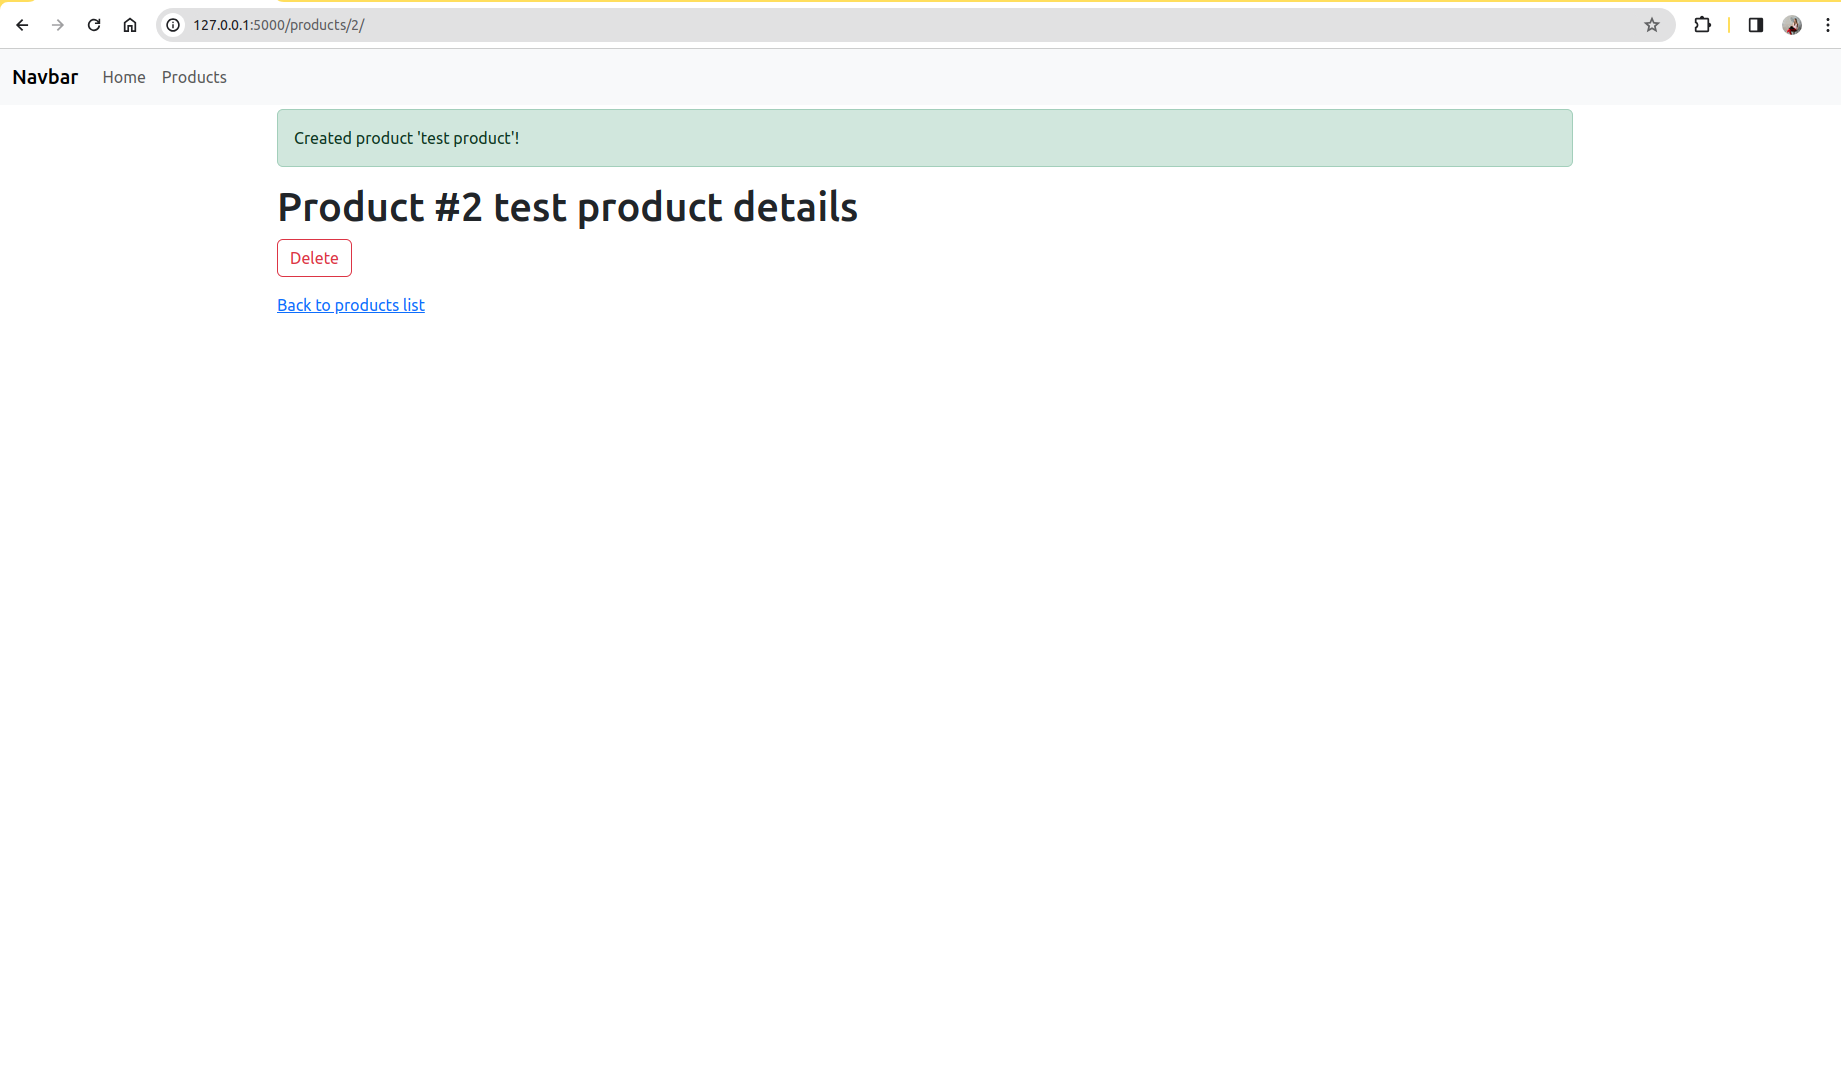 127.0.0.1:5000/products/2/
Navbar Home Products
Created product 'test product'!
Product #2 test product details
Delete
Back to products list